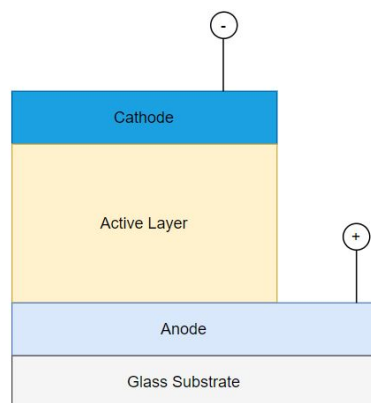 -
Cathode
Active Layer
+
Anode
Glass Substrate